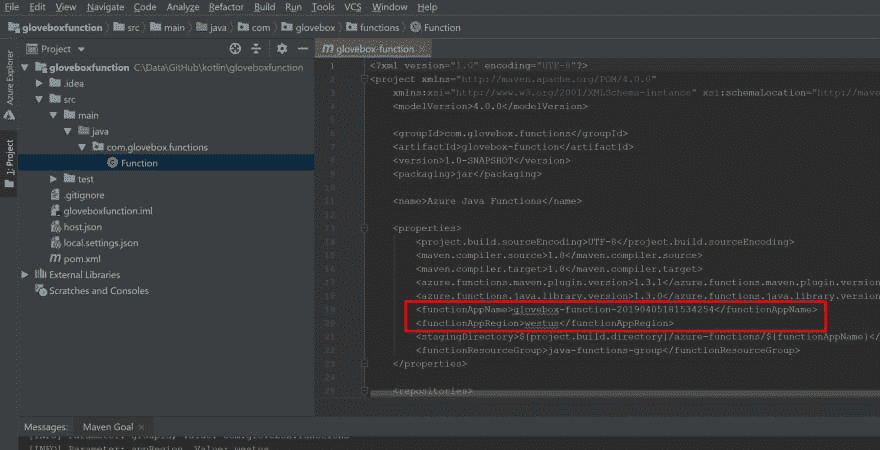 File Edit View Navigate Code Analyze Refactor Build Run Tools VCS Window Help
gloveboxfunction src main java com glovebox functions Function
Project
glovebox-function
Azure Explorer
1: Project
gloveboxfunction C:\Data\GitHub\kotlin\gloveboxfunction
.idea
src
main
java
com.glovebox.functions
Function
test
.gitignore
gloveboxfunction.iml
host.json
local.settings.json
pom.xml
External Libraries
Scratches and Consoles
1 <?xml version="1.0" encoding="UTF-8"?>
2 <project xmlns="http://maven.apache.org/POM/4.0.0"
3 xmlns:xsi="http://www.w3.org/2001/XMLSchema-instance" xsi:schemaLocation="http://mave
4 <modelVersion>4.0.0</modelVersion>
5
6 <groupId>com.glovebox.functions</groupId>
7 <artifactId>glovebox-function</artifactId>
8 <version>1.0-SNAPSHOT</version>
9 <packaging>jar</packaging>
10
11 <name>Azure Java Functions</name>
12
13 <properties>
14 <project.build.sourceEncoding>UTF-8</project.build.sourceEncoding>
15 <maven.compiler.source>1.8</maven.compiler.source>
16 <maven.compiler.target>1.8</maven.compiler.target>
17 <azure.functions.maven.plugin.version>1.3.1</azure.functions.maven.plugin.version
18 <azure.functions.java.library.version>1.3.0</azure.functions.java.library.version
19 <functionAppName>glovebox-function-20190405181534254</functionAppName>
20 <functionAppRegion>westus</functionAppRegion>
21 <stagingDirectory>${project.build.directory}/azure-functions/${functionAppName}</
22 <functionResourceGroup>java-functions-group</functionResourceGroup>
23 </properties>
24
25 <repositories>
Messages: Maven Goal
[INFO] Parameter: groupId, Value: com.glovebox.functions
[INFO] Parameter: appRegion, Value: westus